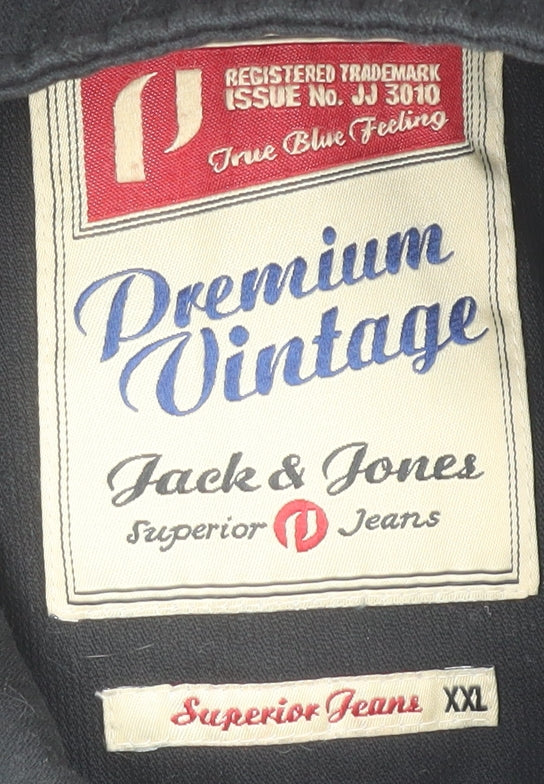 REGISTERED TRADEMARK
ISSUE No. JJ 3010
True Blue Feeling
Premium
Vintage
Jack & Jones
Superior Jeans
Superior Jeans XXL